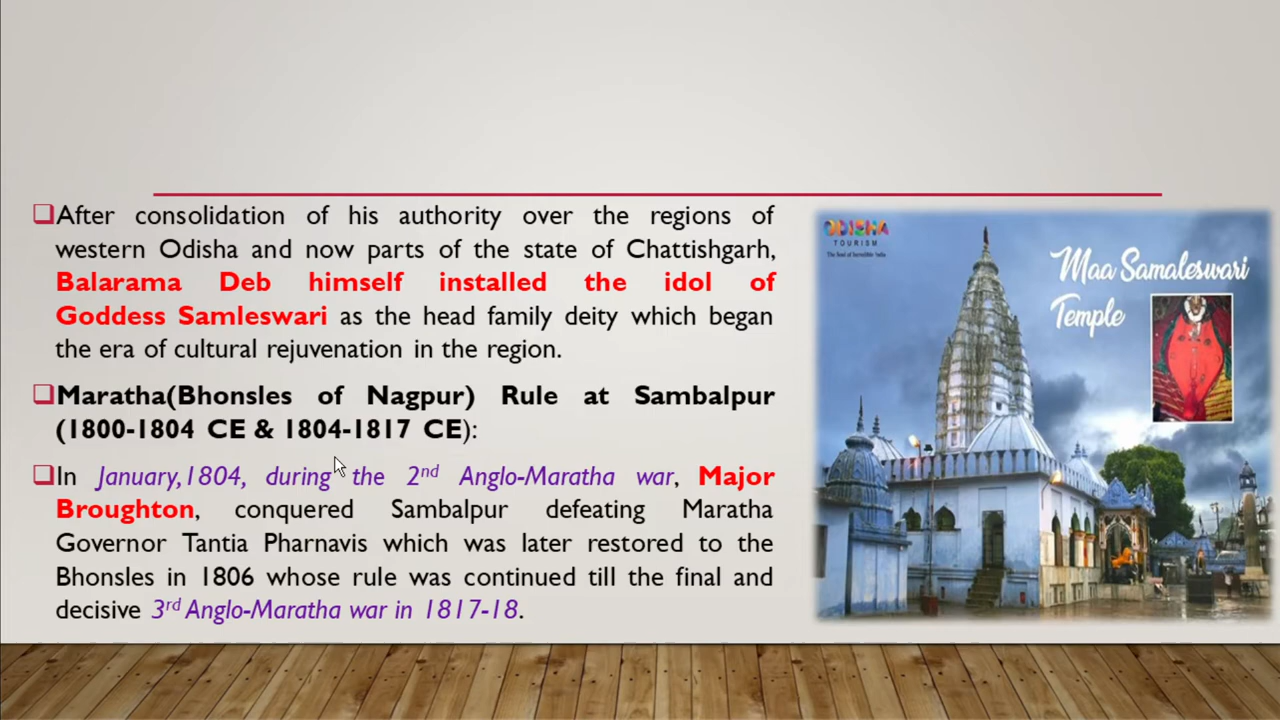 After consolidation of his authority over the regions of
western Odisha and now parts of the state of Chattishgarh,
Balarama Deb himself installed the idol of
Goddess Samleswari as the head family deity which began
the era of cultural rejuvenation in the region.
Maratha(Bhonsles of Nagpur) Rule at Sambalpur
(1800-1804 CE & 1804-1817 CE):
In January,1804, during the 2nd Anglo-Maratha war, Major
Broughton, conquered Sambalpur defeating Maratha
Governor Tantia Pharnavis which was later restored to the
Bhonsles in 1806 whose rule was continued till the final and
decisive 3rd Anglo-Maratha war in 1817-18.
ODISHA
TOURISM
The Soul of Incredible India
Maa Samaleswari
Temple